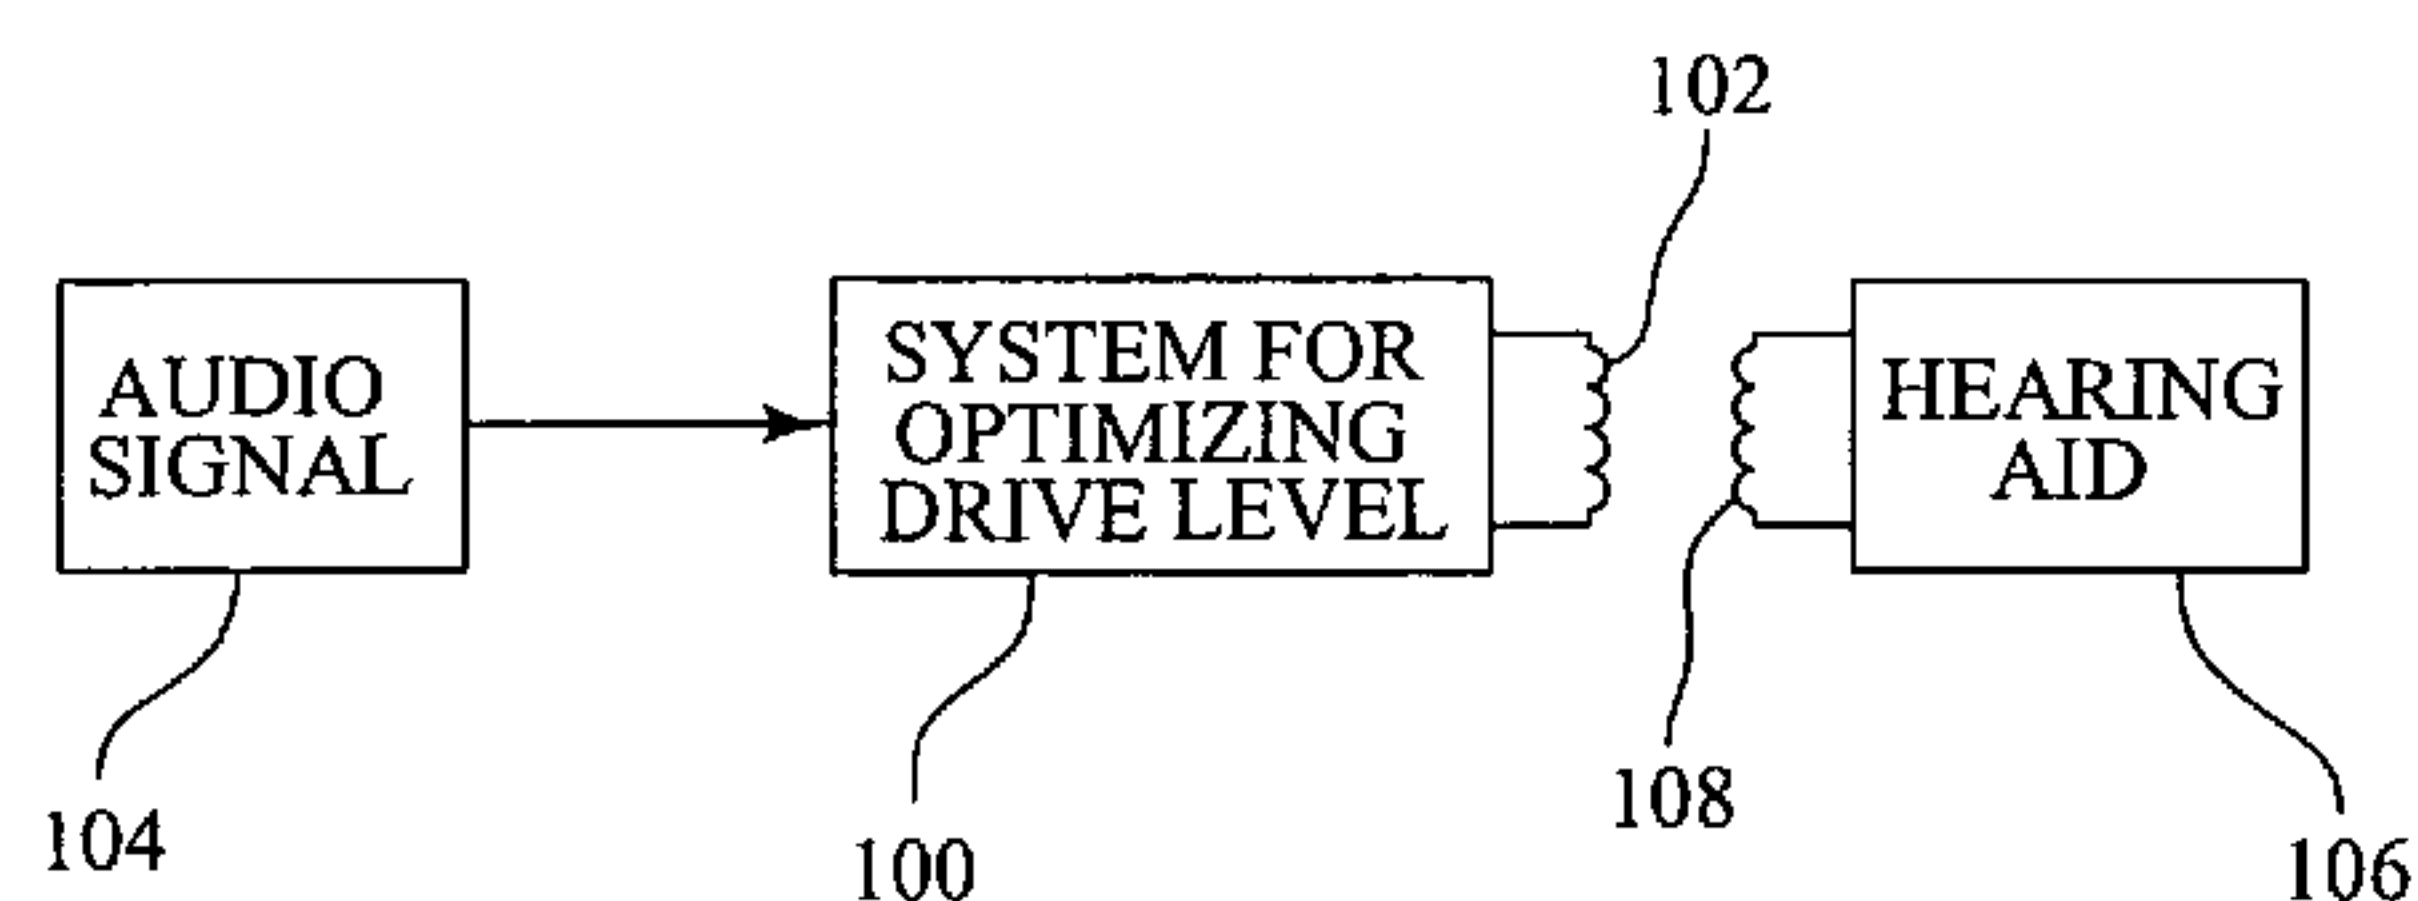 102
AUDIO
SIGNAL
SYSTEM FOR
OPTIMIZING
DRIVE LEVEL
HEARING
AID
104
100
108
106